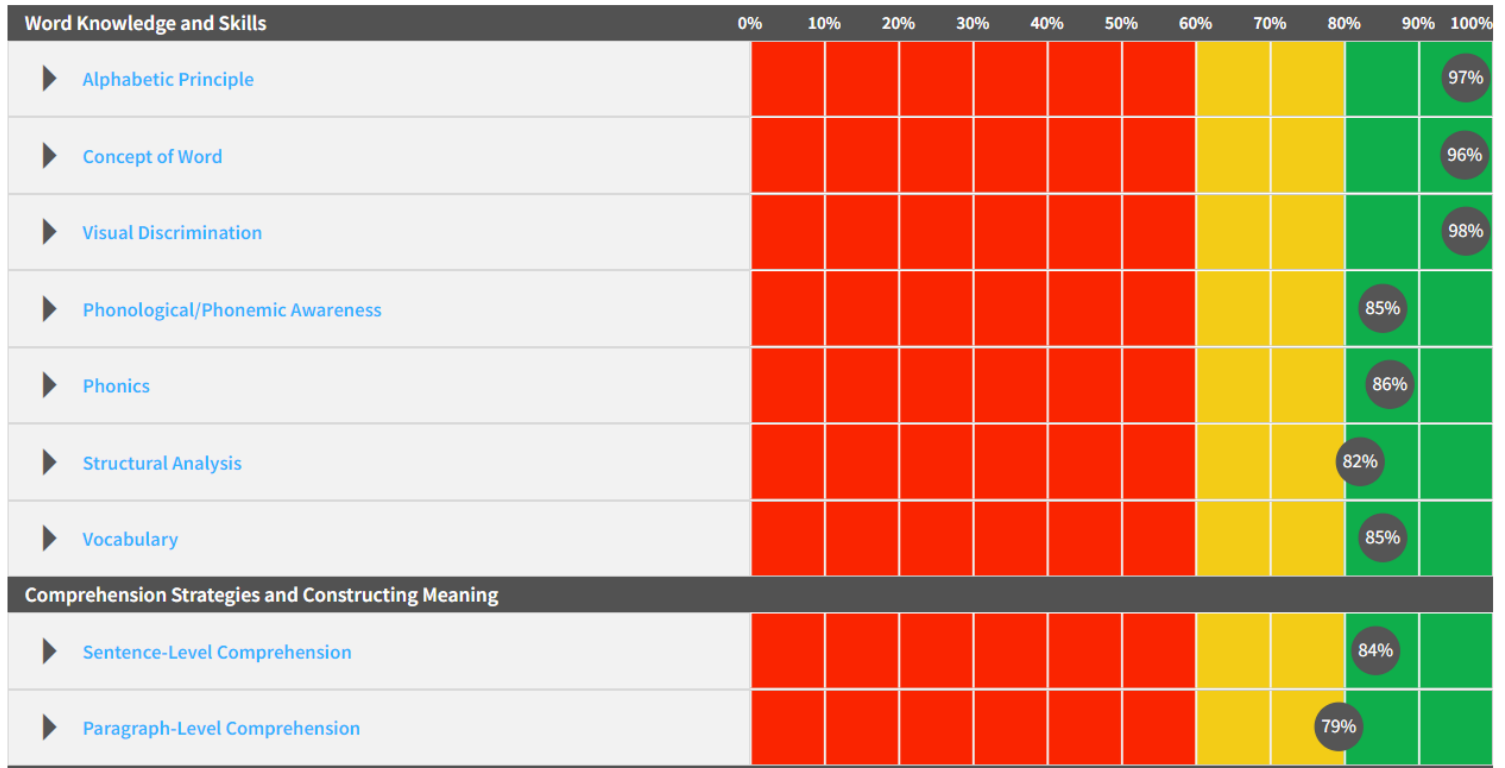 Word Knowledge and Skills 0% 10% 20% 30% 40% 50% 60% 70% 80% 90% 100%
Alphabetic Principle 97%
Concept of Word 96%
Visual Discrimination 98%
Phonological/Phonemic Awareness 85%
Phonics 86%
Structural Analysis 82%
Vocabulary 85%
Comprehension Strategies and Constructing Meaning
Sentence-Level Comprehension 84%
Paragraph-Level Comprehension 79%